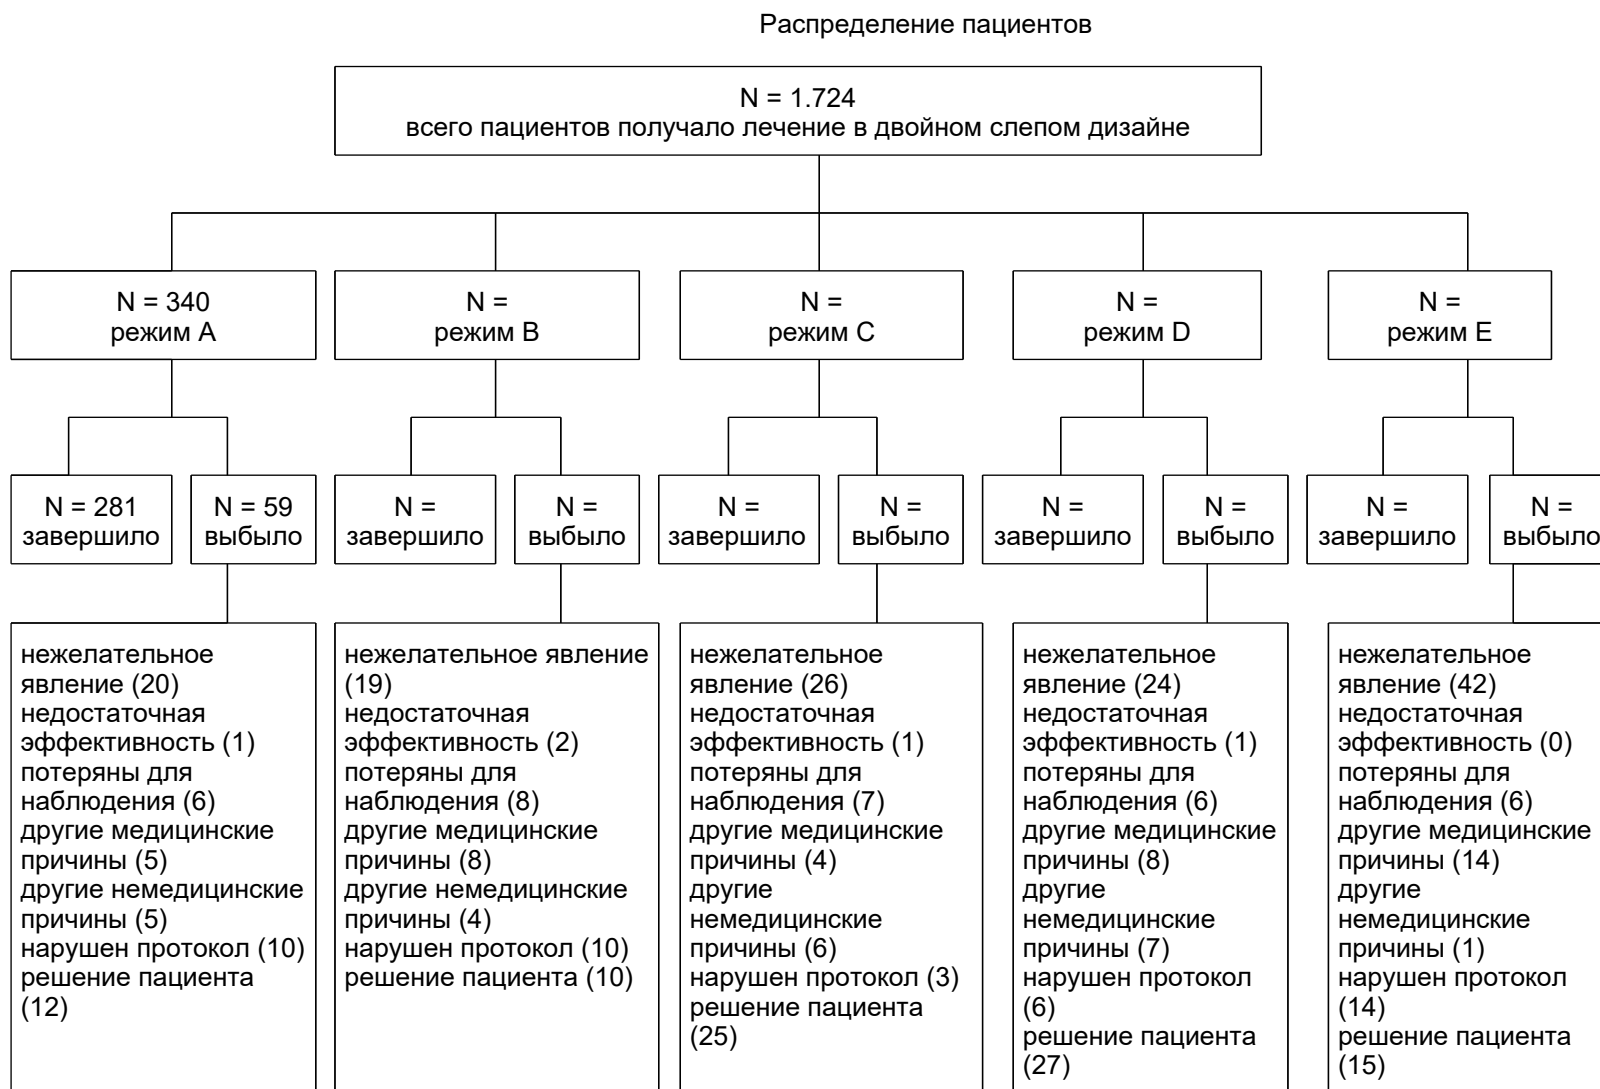 Распределение пациентов
N = 1.724
всего пациентов получало лечение в двойном слепом дизайне
N = 340
режим A
N =
режим B
N =
режим C
N =
режим D
N =
режим E
N = 281
завершило
N = 59
выбыло
N =
завершило
N =
выбыло
N =
завершило
N =
выбыло
N =
завершило
N =
выбыло
N =
завершило
N =
выбыло
нежелательное
явление (20)
недостаточная
эффективность (1)
потеряны для
наблюдения (6)
другие медицинские
причины (5)
другие немедицинские
причины (5)
нарушен протокол (10)
решение пациента
(12)
нежелательное явление
(19)
недостаточная
эффективность (2)
потеряны для
наблюдения (8)
другие медицинские
причины (8)
другие немедицинские
причины (4)
нарушен протокол (10)
решение пациента (10)
нежелательное
явление (26)
недостаточная
эффективность (1)
потеряны для
наблюдения (7)
другие медицинские
причины (4)
другие
немедицинские
причины (6)
нарушен протокол (3)
решение пациента
(25)
нежелательное
явление (24)
недостаточная
эффективность (1)
потеряны для
наблюдения (6)
другие медицинские
причины (8)
другие
немедицинские
причины (7)
нарушен протокол
(6)
решение пациента
(27)
нежелательное
явление (42)
недостаточная
эффективность (0)
потеряны для
наблюдения (6)
другие медицинские
причины (14)
другие
немедицинские
причины (1)
нарушен протокол
(14)
решение пациента
(15)